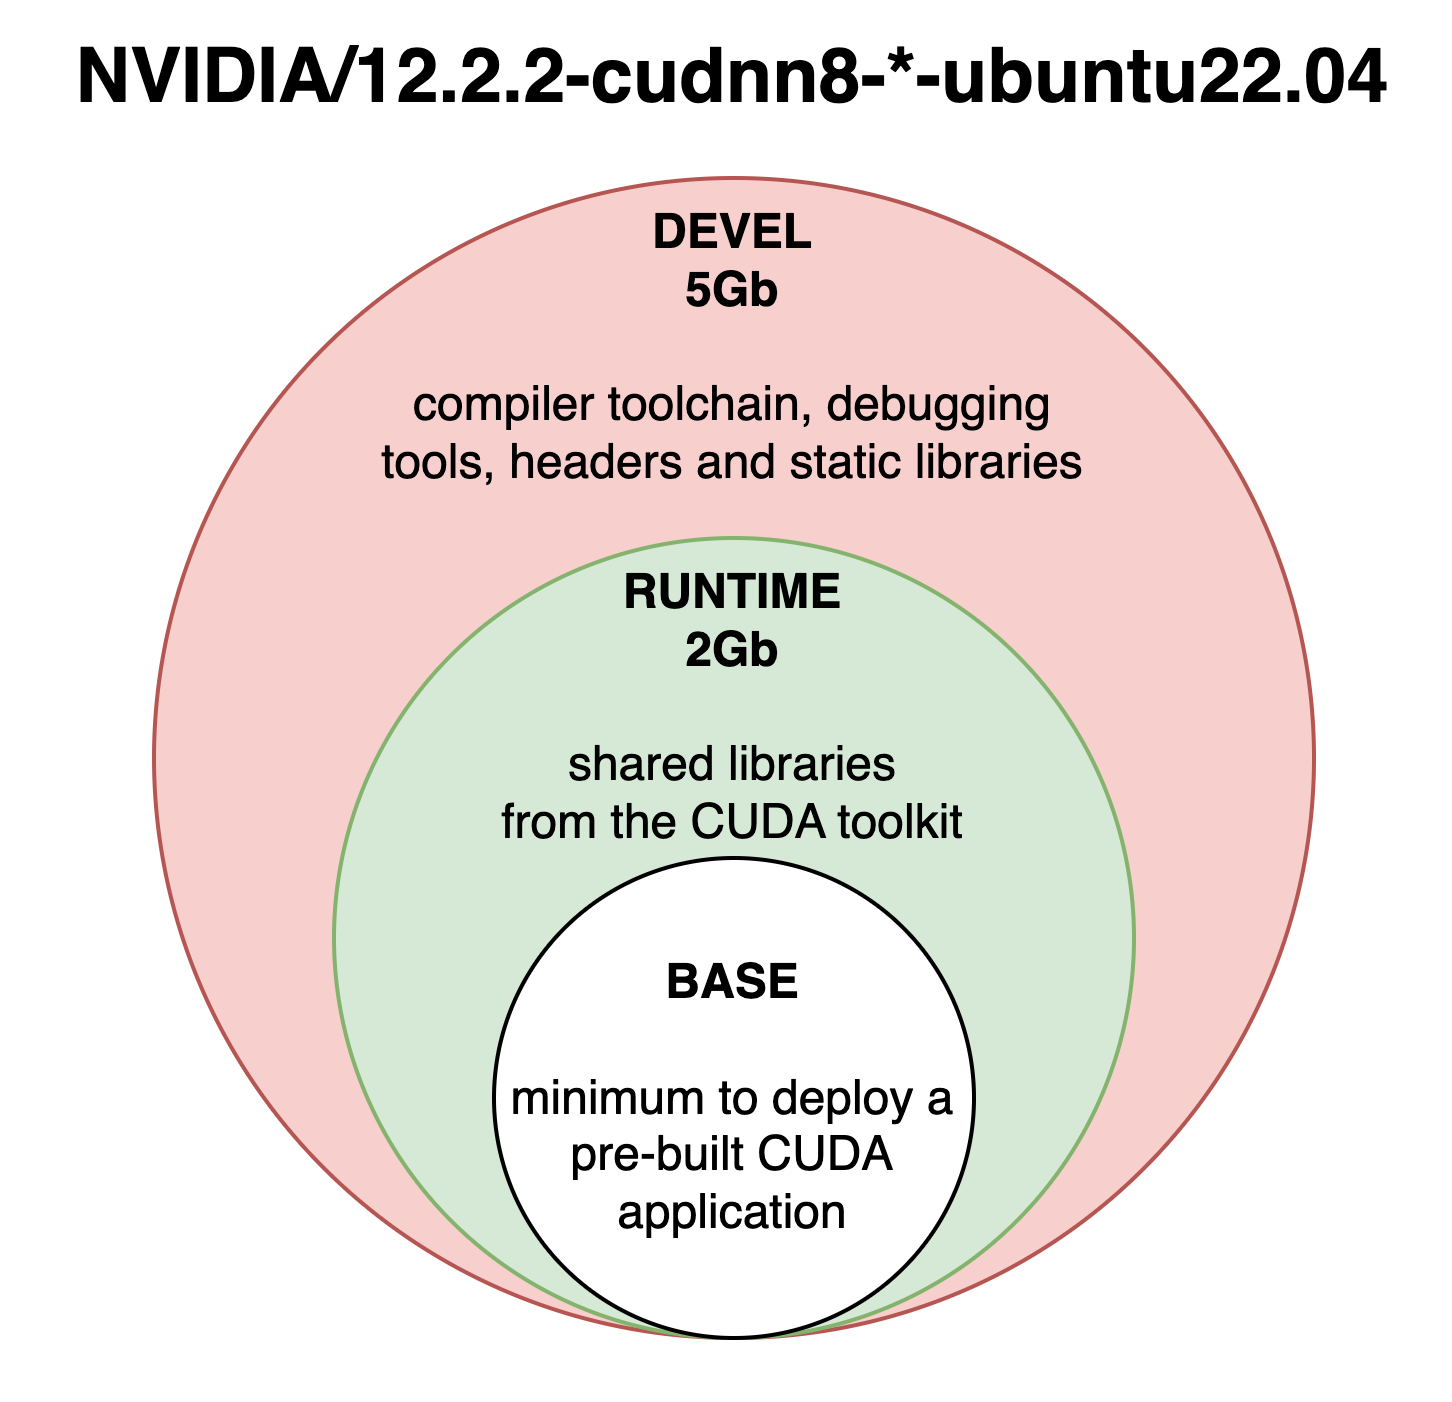 NVIDIA/12.2.2-cudnn8-*-ubuntu22.04
DEVEL
5Gb
compiler toolchain, debugging
tools, headers and static libraries
RUNTIME
2Gb
shared libraries
from the CUDA toolkit
BASE
minimum to deploy a
pre-built CUDA
application